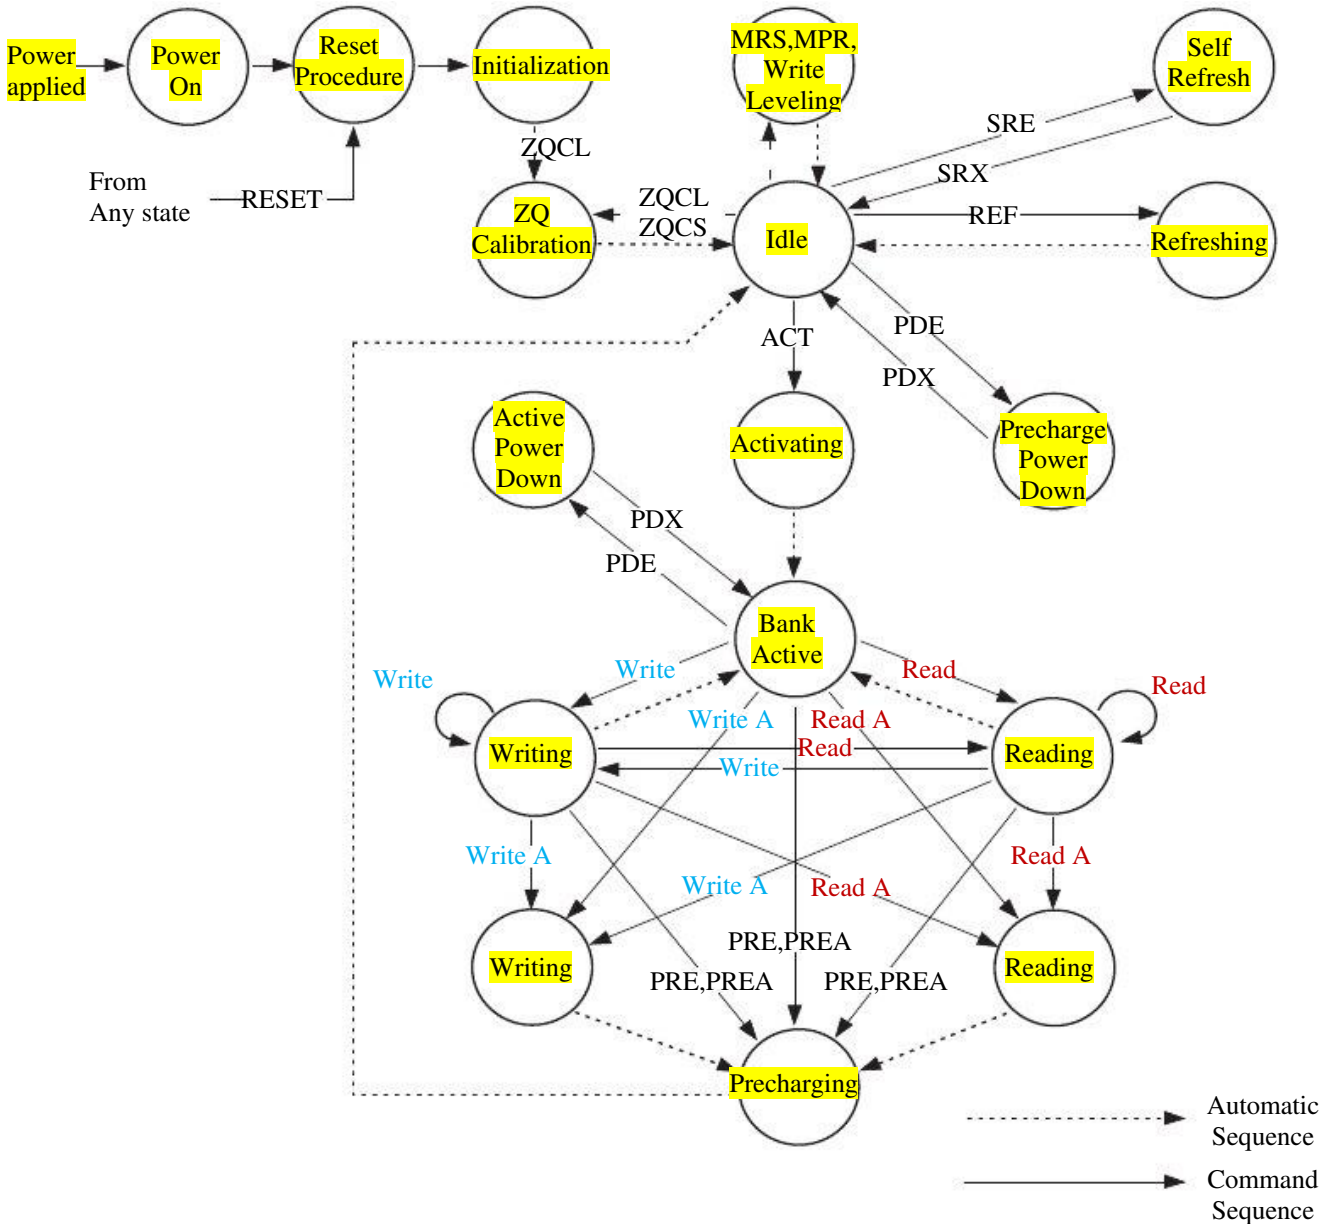 Power
applied
Power
On
Reset
Procedure
Initialization
MRS,MPR,
Write
Leveling
Self
Refresh
From
Any state
RESET
ZQCL
ZQ
Calibration
ZQCL
ZQCS
Idle
SRE
SRX
REF
Refreshing
ACT
PDE
PDX
Active
Power
Down
Activating
Precharge
Power
Down
PDX
PDE
Bank
Active
Write
Write
Read
Read
Write A
Read A
Writing
Read
Write
Reading
Write A
Read A
Write A
Read A
PRE,PREA
Writing
Reading
PRE,PREA
PRE,PREA
Precharging
Automatic
Sequence
Command
Sequence